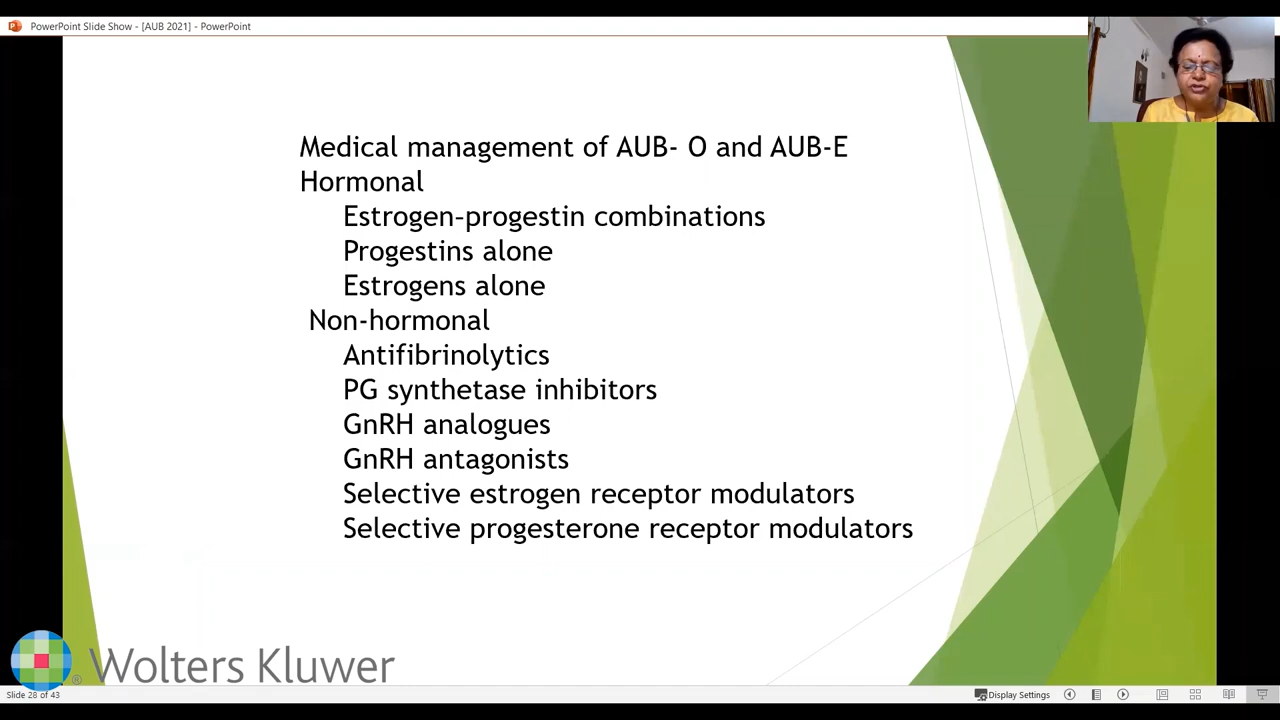 PowerPoint Slide Show - [AUB 2021] - PowerPoint
Medical management of AUB- O and AUB-E
Hormonal
Estrogen-progestin combinations
Progestins alone
Estrogens alone
Non-hormonal
Antifibrinolytics
PG synthetase inhibitors
GnRH analogues
GnRH antagonists
Selective estrogen receptor modulators
Selective progesterone receptor modulators
Wolters Kluwer
®
Slide 28 of 43
Display Settings